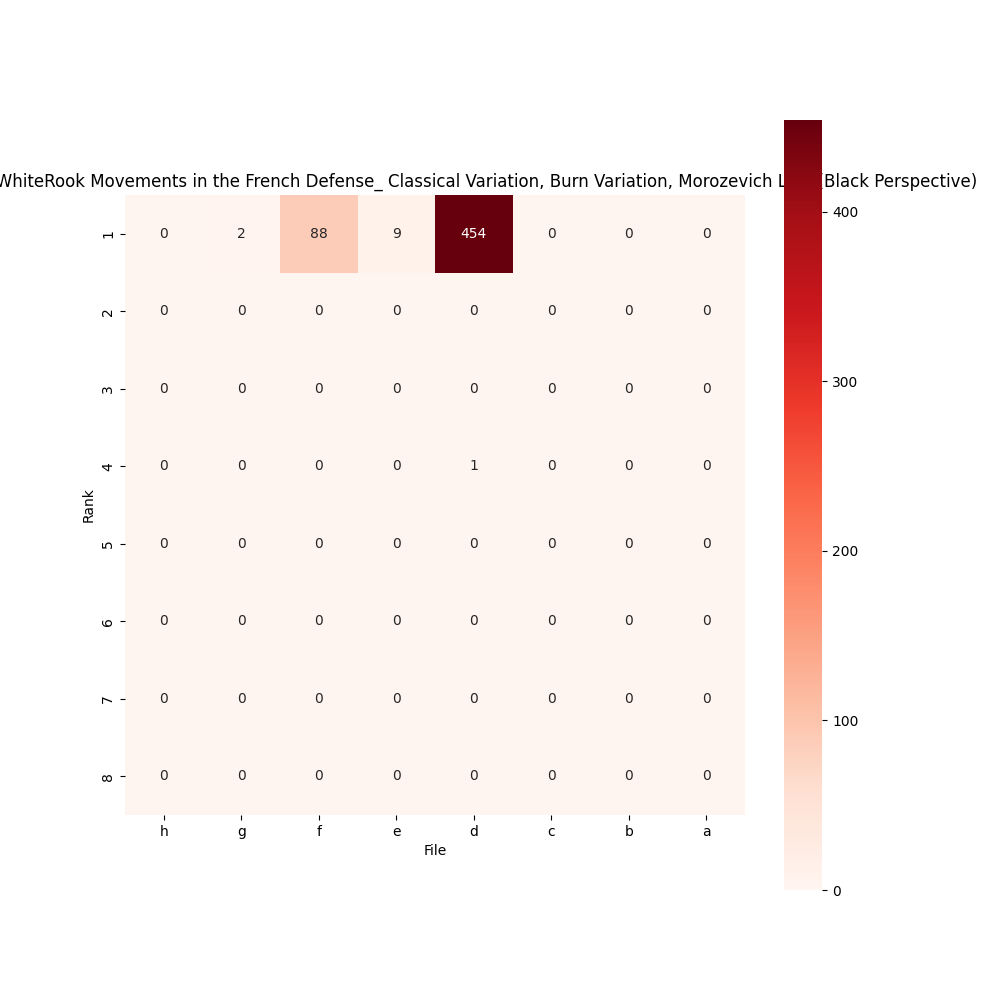 WhiteRook Movements in the French Defense_ Classical Variation, Burn Variation, Morozevich L (Black Perspective)
400
1 0 2 88 9 454 0 0 0
2 0 0 0 0 0 0 0 0
300
3 0 0 0 0 0 0 0 0
4 0 0 0 0 1 0 0 0
Rank
5 0 0 0 0 0 0 0 0
200
6 0 0 0 0 0 0 0 0
7 0 0 0 0 0 0 0 0
100
8 0 0 0 0 0 0 0 0
h g f e d c b a
File
0